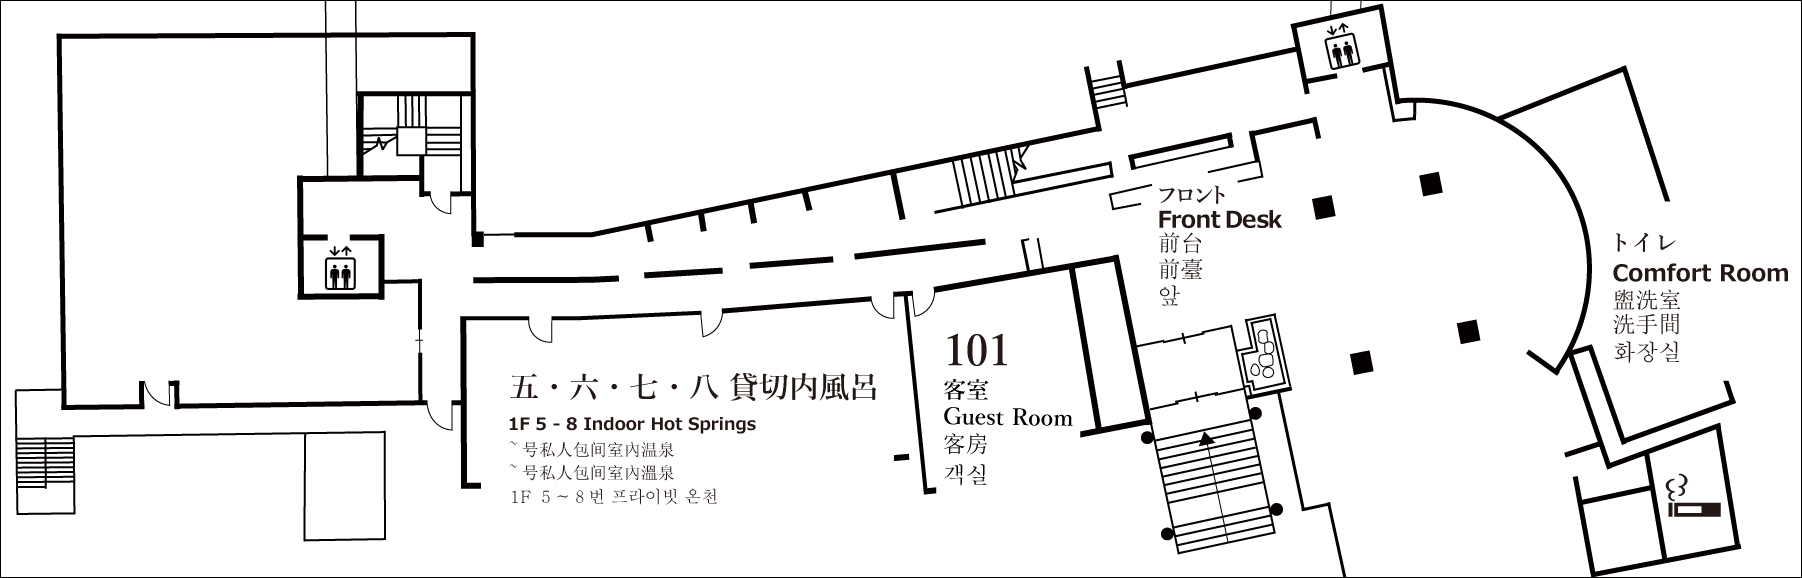 五・六・七・八 貸切内風呂
1F 5 - 8 Indoor Hot Springs
~号私人包间室内温泉
~号私人包间室內溫泉
1F 5～8번 프라이빗 온천
101
客室
Guest Room
客房
객실
フロント
Front Desk
前台
前臺
앞
トイレ
Comfort Room
盥洗室
洗手間
화장실